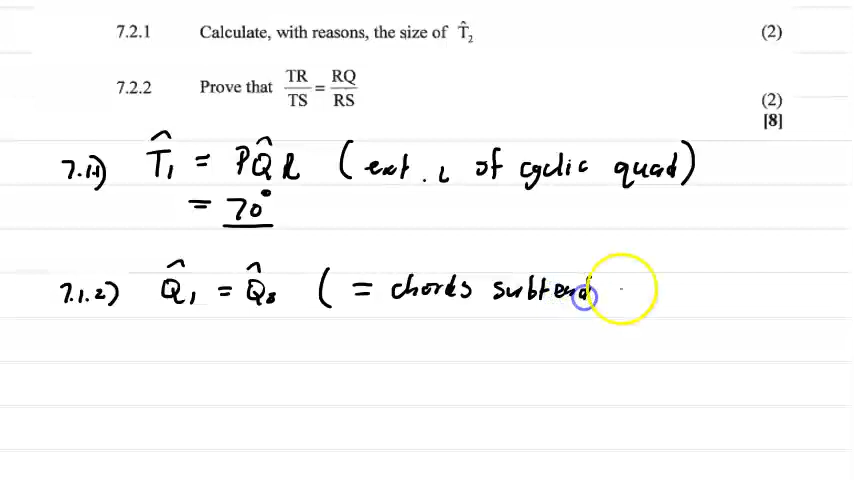 7.2.1 Calculate, with reasons, the size of T̂₂ (2)
7.2.2 Prove that TR/TS = RQ/RS (2)
[8]
7.1.1) T̂₁ = PQ̂R (ext. ∠ of cyclic quad)
= 70°
7.1.2) Q̂₁ = Q̂₂ ( = chords subtend